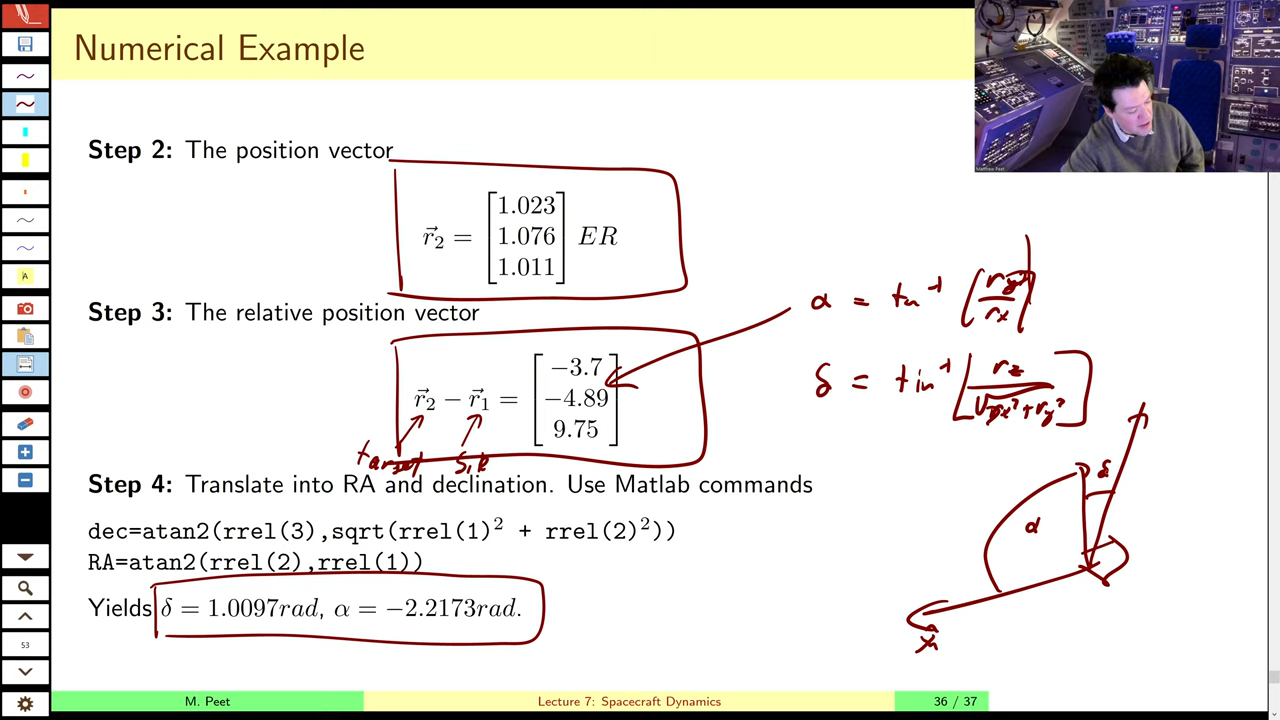 Numerical Example
Step 2: The position vector
r⃗₂ = [1.023
1.076
1.011] ER
Step 3: The relative position vector
r⃗₂ − r⃗₁ = [−3.7
−4.89
9.75]
target
α = tan⁻¹ (ry/rx)
δ = tan⁻¹ [rz/√rx²+ry²]
δ
α
Step 4: Translate into RA and declination. Use Matlab commands
dec=atan2(rrel(3),sqrt(rrel(1)² + rrel(2)²))
RA=atan2(rrel(2),rrel(1))
Yields δ = 1.0097rad, α = −2.2173rad.
M. Peet
Lecture 7: Spacecraft Dynamics
36 / 37
53
A
Matthew Peet